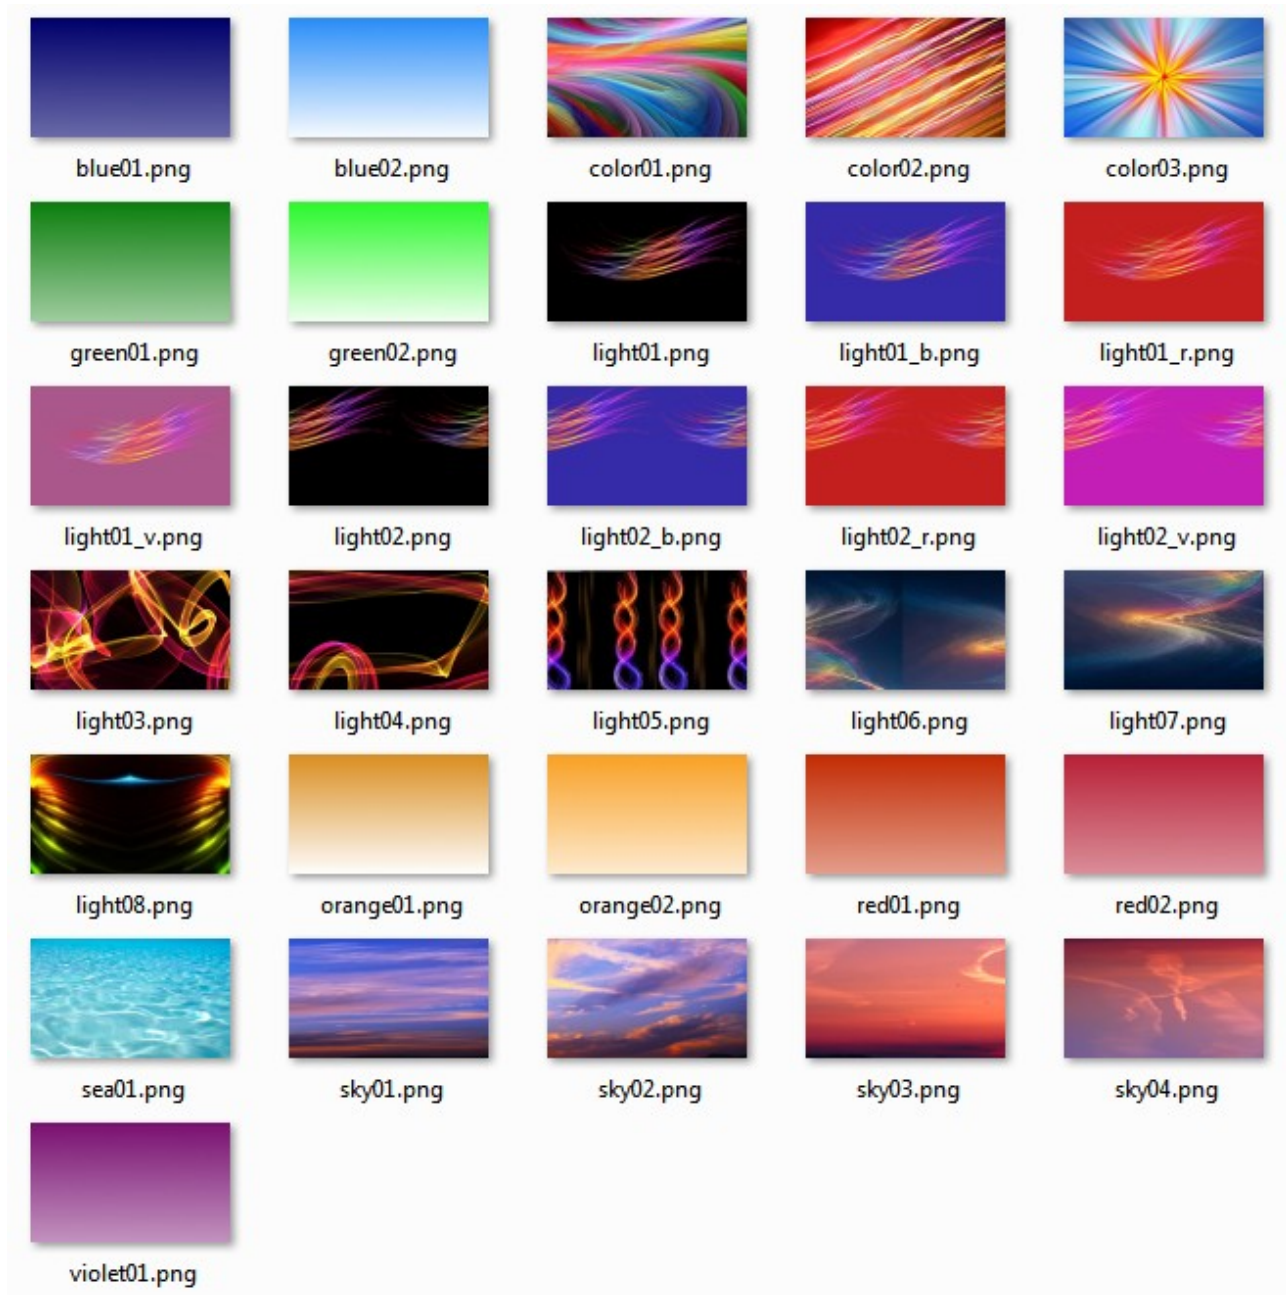 blue01.png
blue02.png
color01.png
color02.png
color03.png
green01.png
green02.png
light01.png
light01_b.png
light01_r.png
light01_v.png
light02.png
light02_b.png
light02_r.png
light02_v.png
light03.png
light04.png
light05.png
light06.png
light07.png
light08.png
orange01.png
orange02.png
red01.png
red02.png
sea01.png
sky01.png
sky02.png
sky03.png
sky04.png
violet01.png